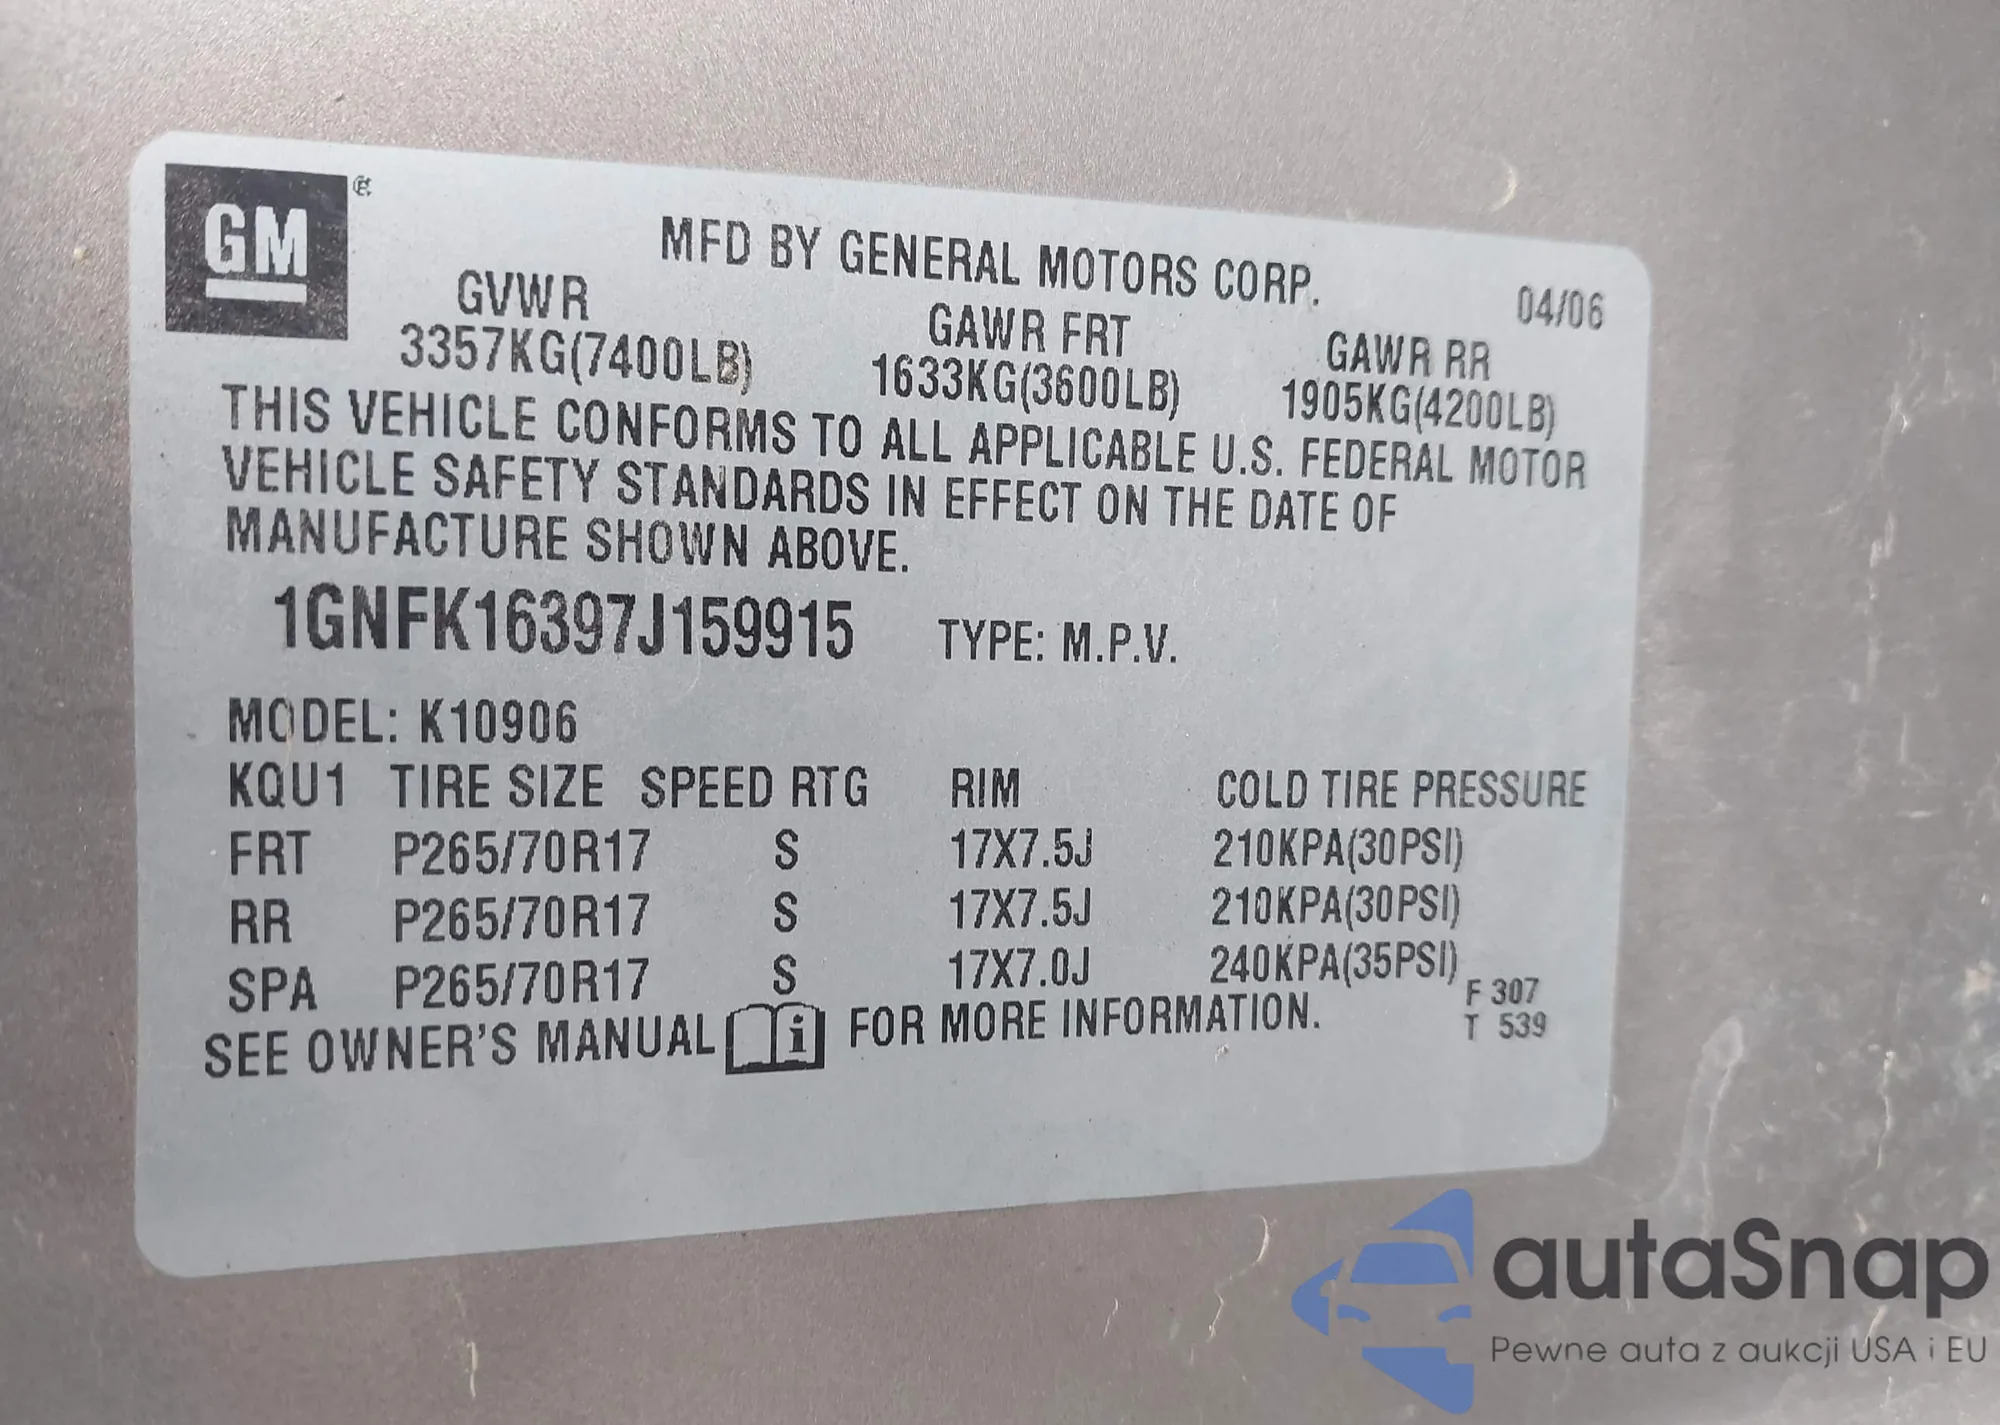 GM
MFD BY GENERAL MOTORS CORP.
04/06
GVWR GAWR FRT GAWR RR
3357KG(7400LB) 1633KG(3600LB) 1905KG(4200LB)
THIS VEHICLE CONFORMS TO ALL APPLICABLE U.S. FEDERAL MOTOR
VEHICLE SAFETY STANDARDS IN EFFECT ON THE DATE OF
MANUFACTURE SHOWN ABOVE.
1GNFK16397J159915 TYPE: M.P.V.
MODEL: K10906
KQU1 TIRE SIZE SPEED RTG RIM COLD TIRE PRESSURE
FRT P265/70R17 S 17X7.5J 210KPA(30PSI)
RR P265/70R17 S 17X7.5J 210KPA(30PSI)
SPA P265/70R17 S 17X7.0J 240KPA(35PSI)
SEE OWNER'S MANUAL i FOR MORE INFORMATION.
F 307
T 539
autaSnap
Pewne auta z aukcji USA i EU